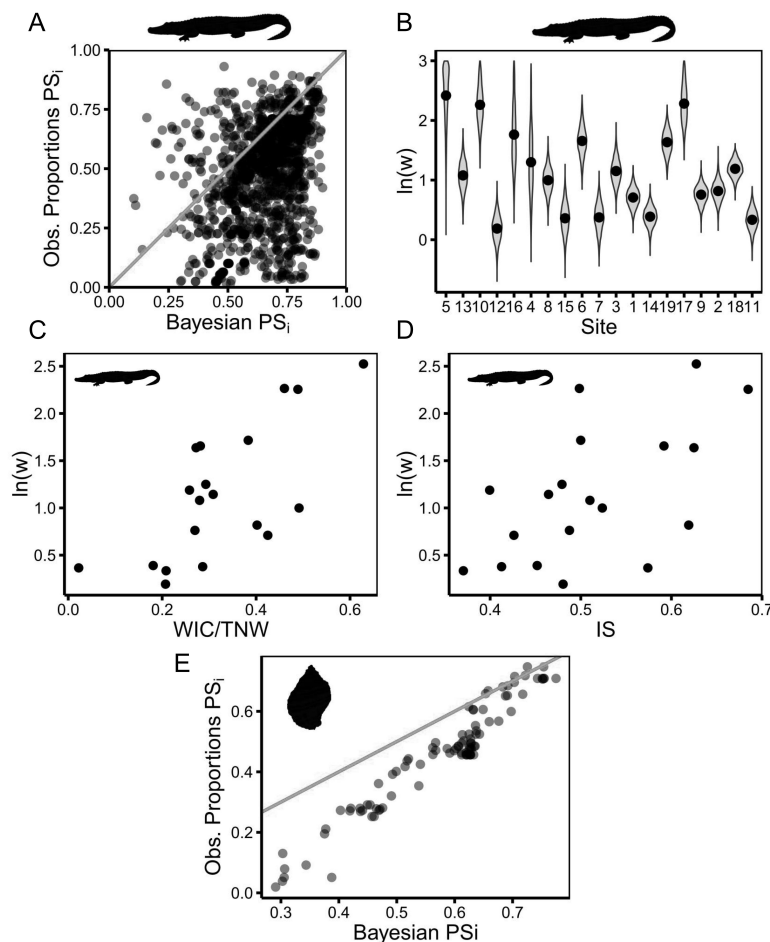 A
Obs. Proportions PSi
1.00
0.75
0.50
0.25
0.00
0.00 0.25 0.50 0.75 1.00
Bayesian PSi
B
ln(w)
3
2
1
0
5 13 10 12 16 4 8 15 6 7 3 1 14 19 17 9 2 18 11
Site
C
ln(w)
2.5
2.0
1.5
1.0
0.5
0.0 0.2 0.4 0.6
WIC/TNW
D
ln(w)
2.5
2.0
1.5
1.0
0.5
0.4 0.5 0.6 0.7
IS
E
Obs. Proportions PSi
0.6
0.4
0.2
0.0
0.3 0.4 0.5 0.6 0.7
Bayesian PSi